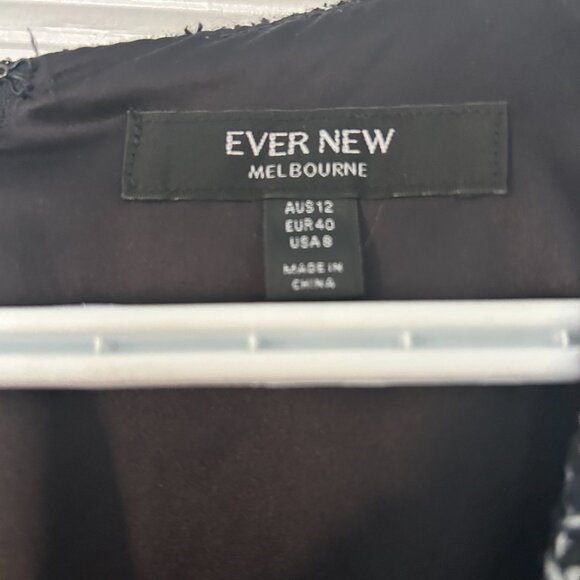 EVER NEW
MELBOURNE
AUS 12
EUR 40
USA 8
MADE IN
CHINA